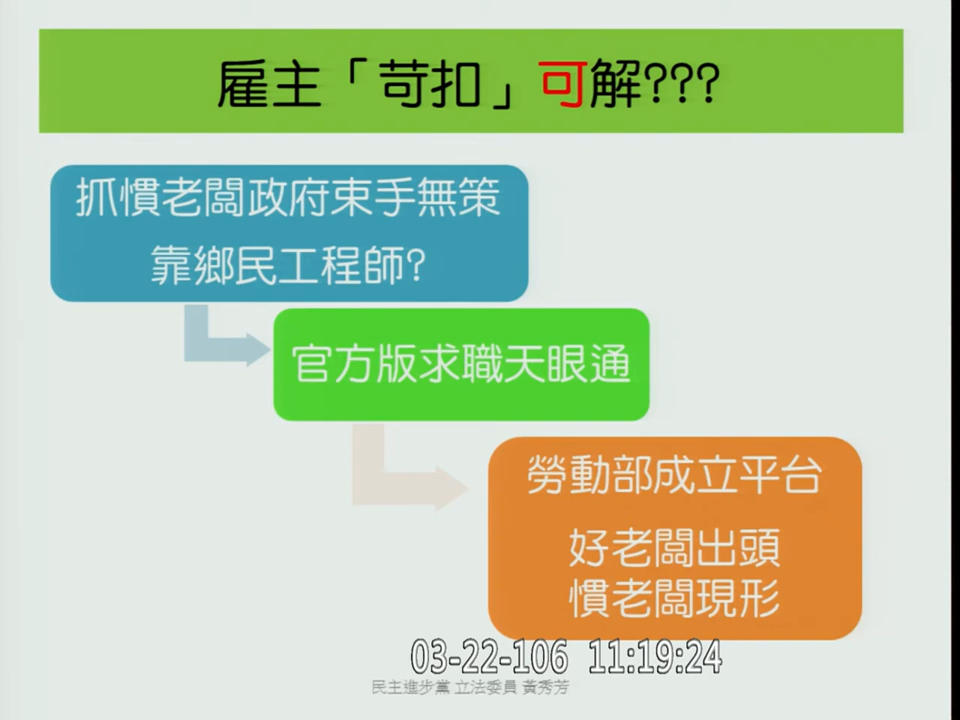 雇主「苛扣」可解???
抓慣老闆政府束手無策
靠鄉民工程師?
官方版求職天眼通
勞動部成立平台
好老闆出頭
慣老闆現形
03-22-106 11:19:24
民主進步黨 立法委員 黃秀芳